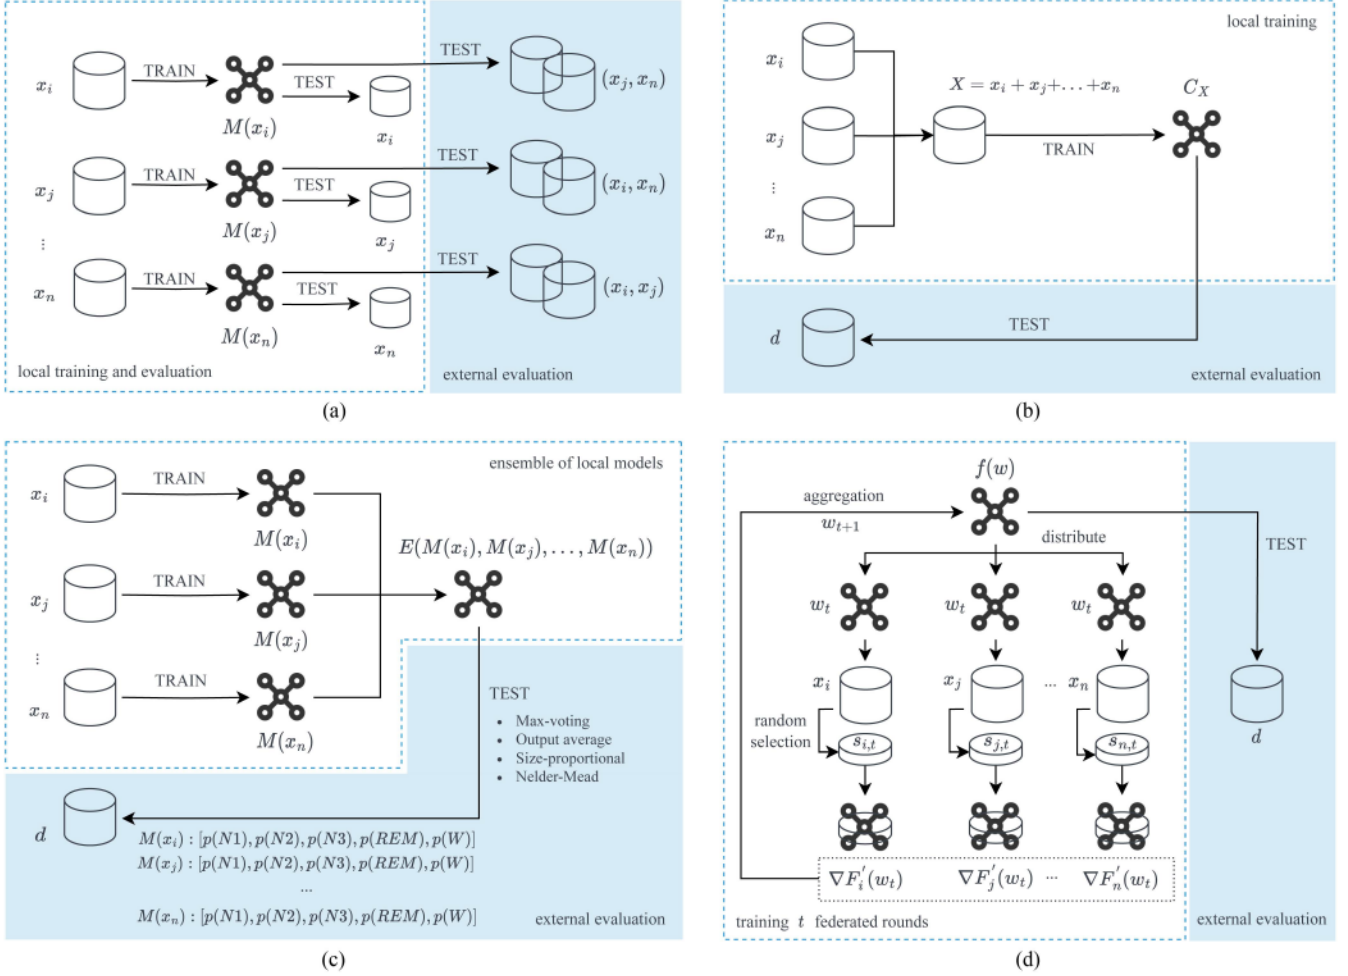 x_i
TRAIN
M(x_i)
TEST
x_i
TEST
(x_j, x_n)
x_j
TRAIN
M(x_j)
TEST
x_j
TEST
(x_i, x_n)
⋮
x_n
TRAIN
M(x_n)
TEST
x_n
TEST
(x_i, x_j)
local training and evaluation
external evaluation
(a)
local training
x_i
x_j
⋮
x_n
X = x_i + x_j+...+x_n
TRAIN
C_X
TEST
d
external evaluation
(b)
ensemble of local models
x_i
TRAIN
M(x_i)
x_j
TRAIN
M(x_j)
⋮
x_n
TRAIN
M(x_n)
E(M(x_i), M(x_j), ..., M(x_n))
TEST
• Max-voting
• Output average
• Size-proportional
• Nelder-Mead
d
M(x_i) : [p(N1), p(N2), p(N3), p(REM), p(W)]
M(x_j) : [p(N1), p(N2), p(N3), p(REM), p(W)]
...
M(x_n) : [p(N1), p(N2), p(N3), p(REM), p(W)]
external evaluation
(c)
f(w)
aggregation
w_{t+1}
distribute
TEST
w_t
w_t
w_t
x_i
x_j
...
x_n
random
selection
s_{i,t}
s_{j,t}
s_{n,t}
d
∇F_i'(w_t)
∇F_j'(w_t)
...
∇F_n'(w_t)
training t federated rounds
external evaluation
(d)